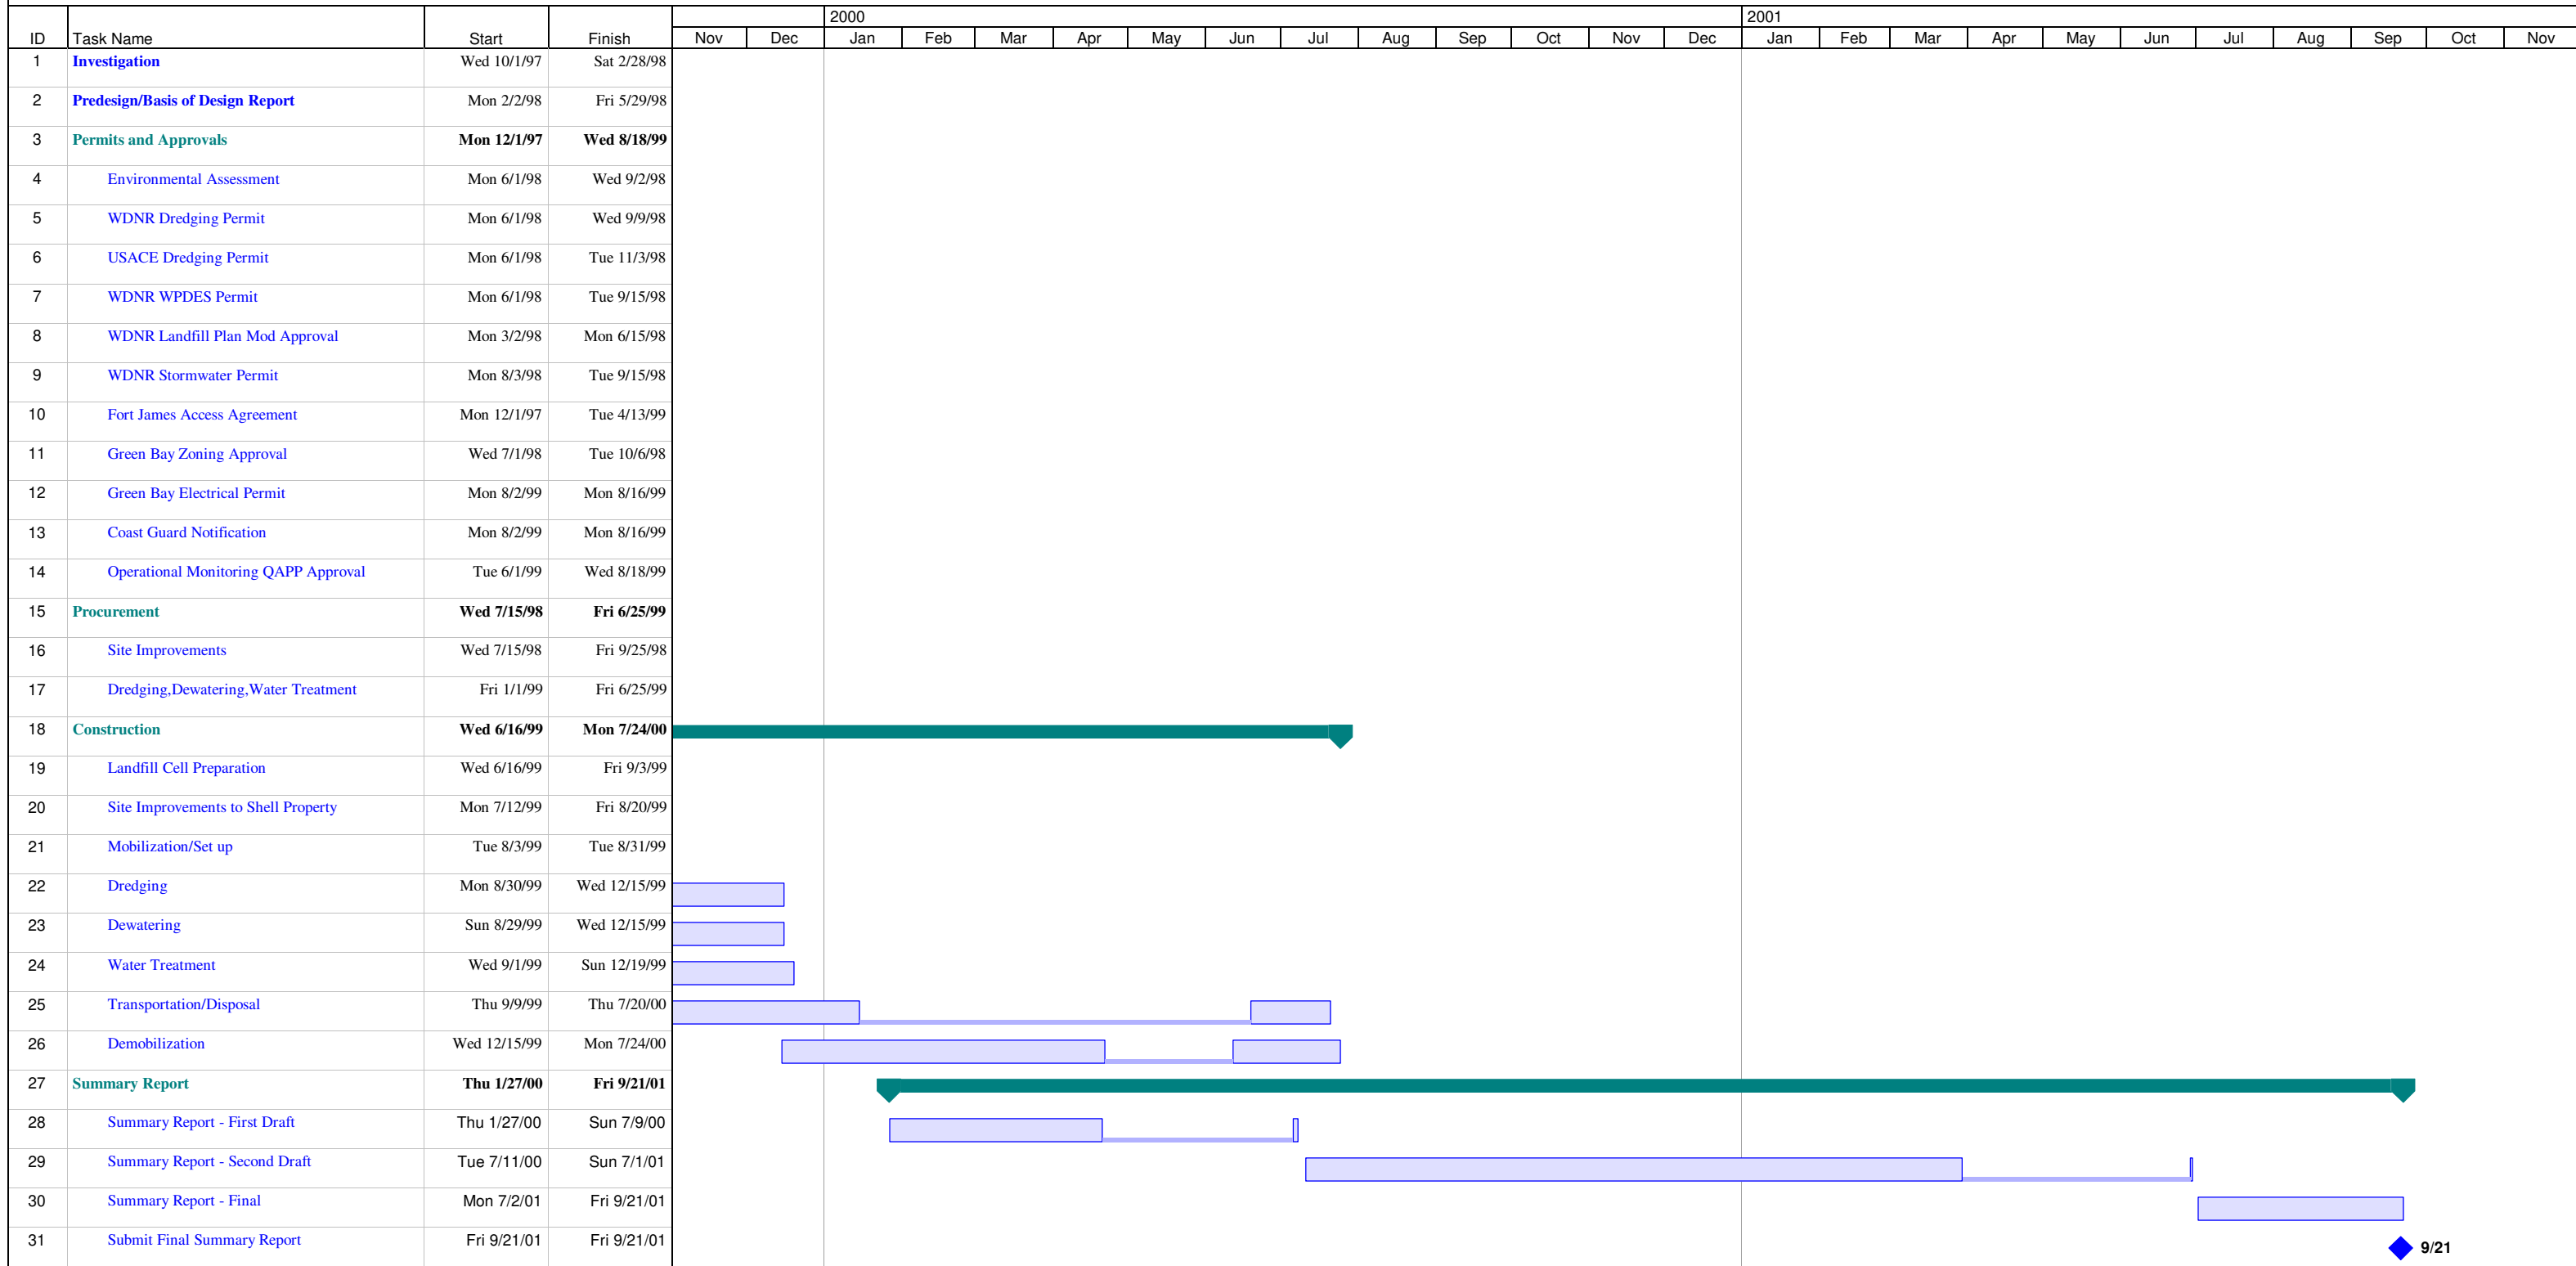 2000 2001
ID Task Name Start Finish Nov Dec Jan Feb Mar Apr May Jun Jul Aug Sep Oct Nov Dec Jan Feb Mar Apr May Jun Jul Aug Sep Oct Nov
1 Investigation Wed 10/1/97 Sat 2/28/98
2 Predesign/Basis of Design Report Mon 2/2/98 Fri 5/29/98
3 Permits and Approvals Mon 12/1/97 Wed 8/18/99
4 Environmental Assessment Mon 6/1/98 Wed 9/2/98
5 WDNR Dredging Permit Mon 6/1/98 Wed 9/9/98
6 USACE Dredging Permit Mon 6/1/98 Tue 11/3/98
7 WDNR WPDES Permit Mon 6/1/98 Tue 9/15/98
8 WDNR Landfill Plan Mod Approval Mon 3/2/98 Mon 6/15/98
9 WDNR Stormwater Permit Mon 8/3/98 Tue 9/15/98
10 Fort James Access Agreement Mon 12/1/97 Tue 4/13/99
11 Green Bay Zoning Approval Wed 7/1/98 Tue 10/6/98
12 Green Bay Electrical Permit Mon 8/2/99 Mon 8/16/99
13 Coast Guard Notification Mon 8/2/99 Mon 8/16/99
14 Operational Monitoring QAPP Approval Tue 6/1/99 Wed 8/18/99
15 Procurement Wed 7/15/98 Fri 6/25/99
16 Site Improvements Wed 7/15/98 Fri 9/25/98
17 Dredging,Dewatering,Water Treatment Fri 1/1/99 Fri 6/25/99
18 Construction Wed 6/16/99 Mon 7/24/00
19 Landfill Cell Preparation Wed 6/16/99 Fri 9/3/99
20 Site Improvements to Shell Property Mon 7/12/99 Fri 8/20/99
21 Mobilization/Set up Tue 8/3/99 Tue 8/31/99
22 Dredging Mon 8/30/99 Wed 12/15/99
23 Dewatering Sun 8/29/99 Wed 12/15/99
24 Water Treatment Wed 9/1/99 Sun 12/19/99
25 Transportation/Disposal Thu 9/9/99 Thu 7/20/00
26 Demobilization Wed 12/15/99 Mon 7/24/00
27 Summary Report Thu 1/27/00 Fri 9/21/01
28 Summary Report - First Draft Thu 1/27/00 Sun 7/9/00
29 Summary Report - Second Draft Tue 7/11/00 Sun 7/1/01
30 Summary Report - Final Mon 7/2/01 Fri 9/21/01
31 Submit Final Summary Report Fri 9/21/01 Fri 9/21/01 9/21